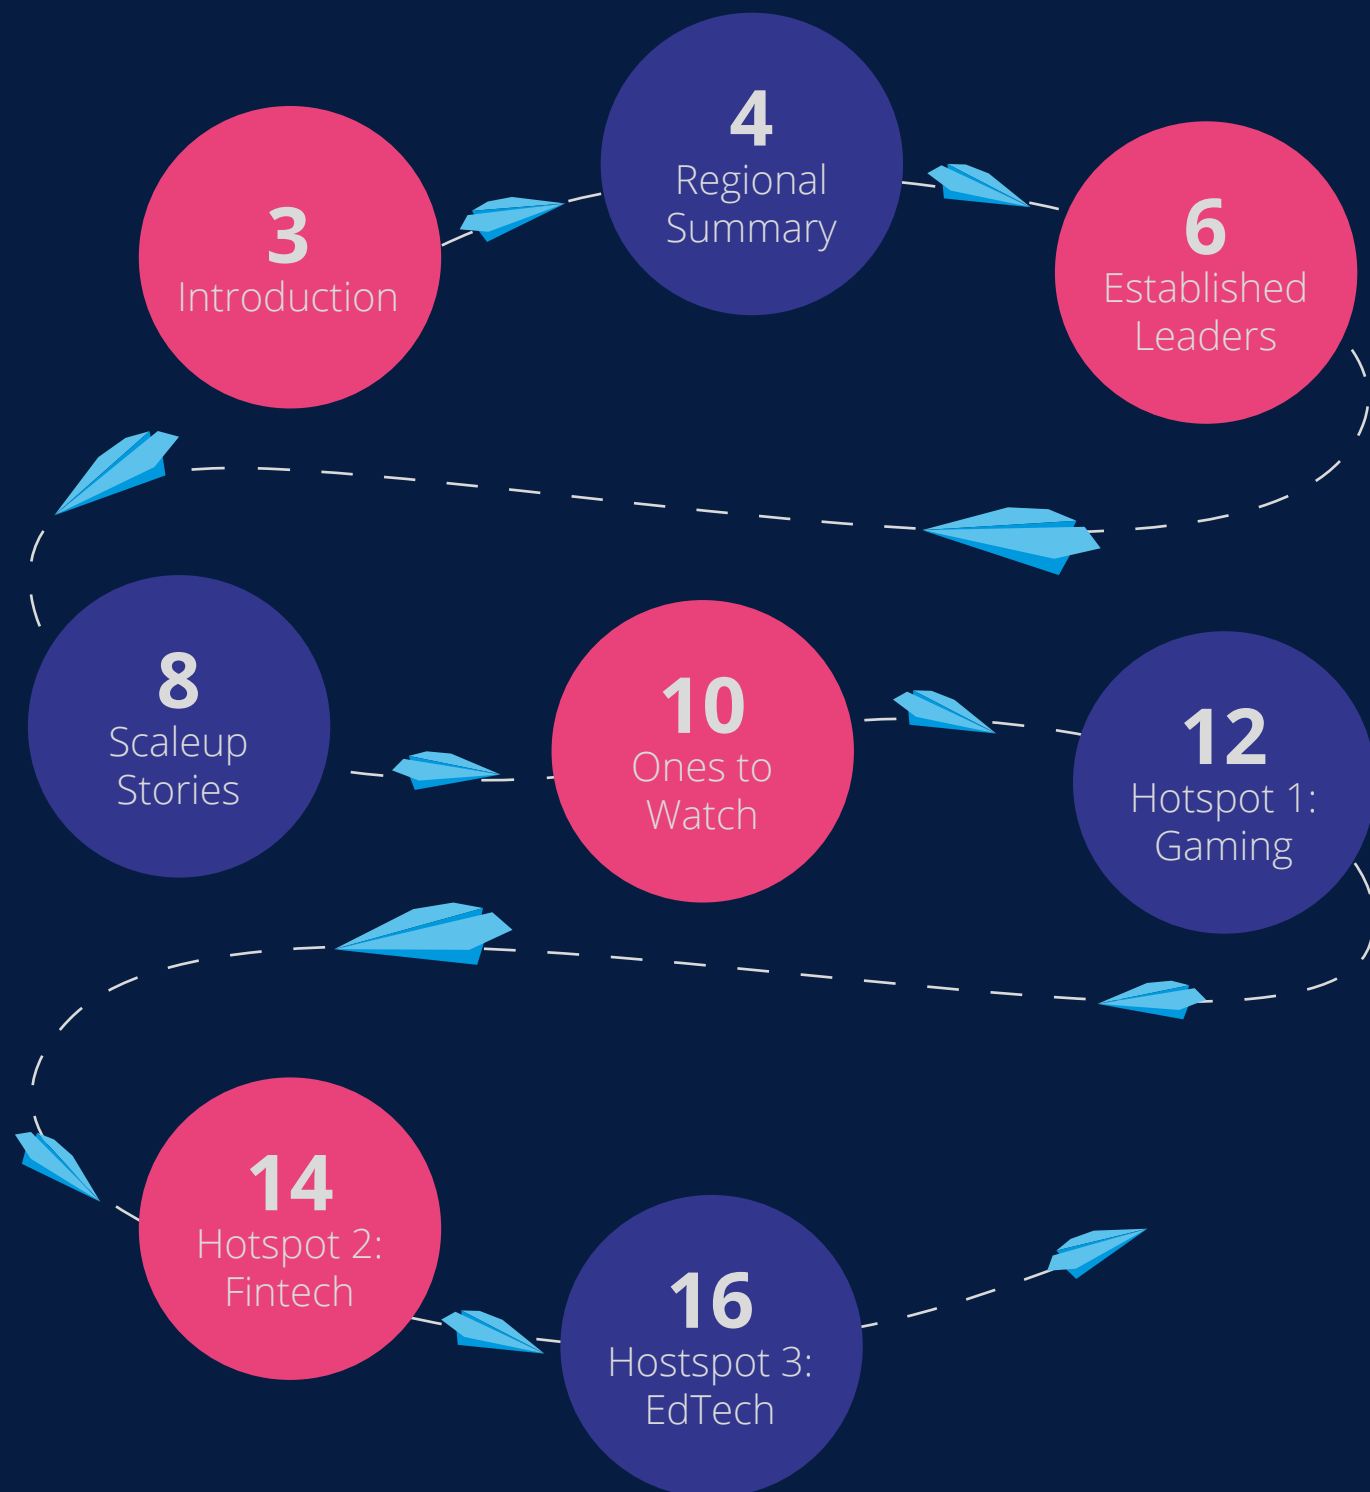 3
Introduction
4
Regional
Summary
6
Established
Leaders
8
Scaleup
Stories
10
Ones to
Watch
12
Hotspot 1:
Gaming
14
Hotspot 2:
Fintech
16
Hostspot 3:
EdTech